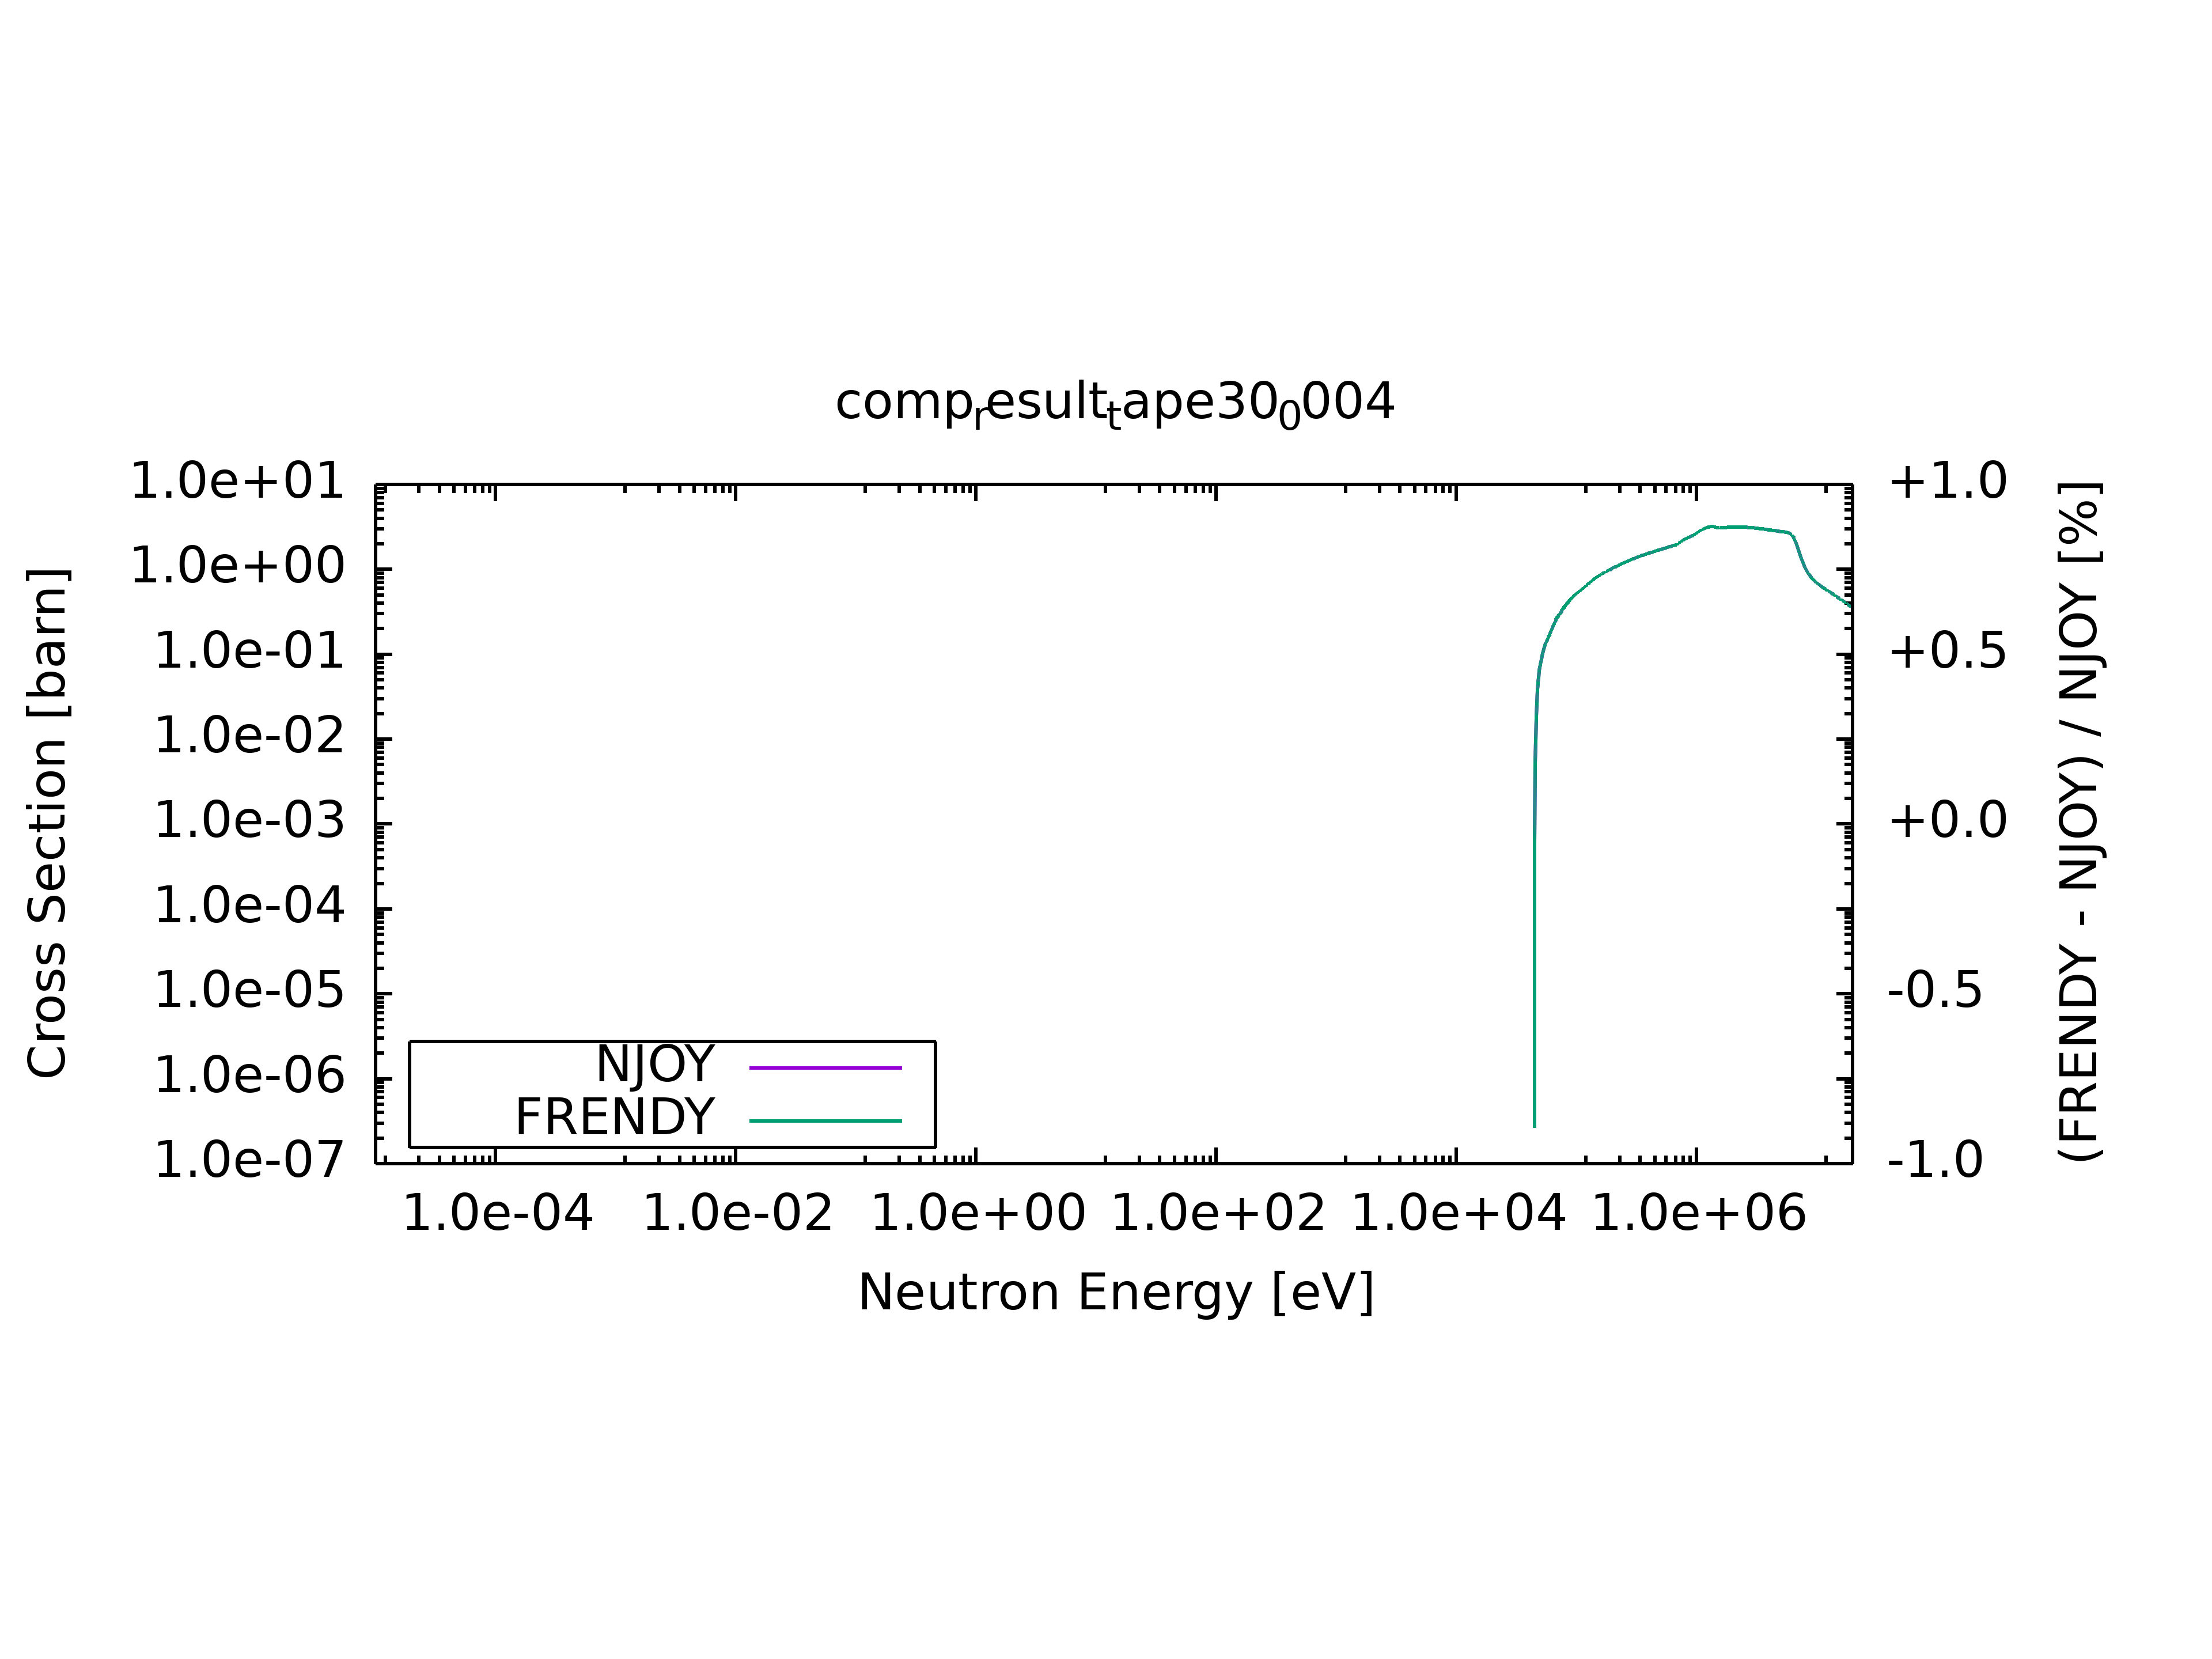 comp_result_tape30_0004
1.0e+01
1.0e+00
1.0e-01
1.0e-02
1.0e-03
1.0e-04
1.0e-05
1.0e-06
1.0e-07
Cross Section [barn]
+1.0
+0.5
+0.0
-0.5
-1.0
(FRENDY - NJOY) / NJOY [%]
NJOY
FRENDY
1.0e-04 1.0e-02 1.0e+00 1.0e+02 1.0e+04 1.0e+06
Neutron Energy [eV]